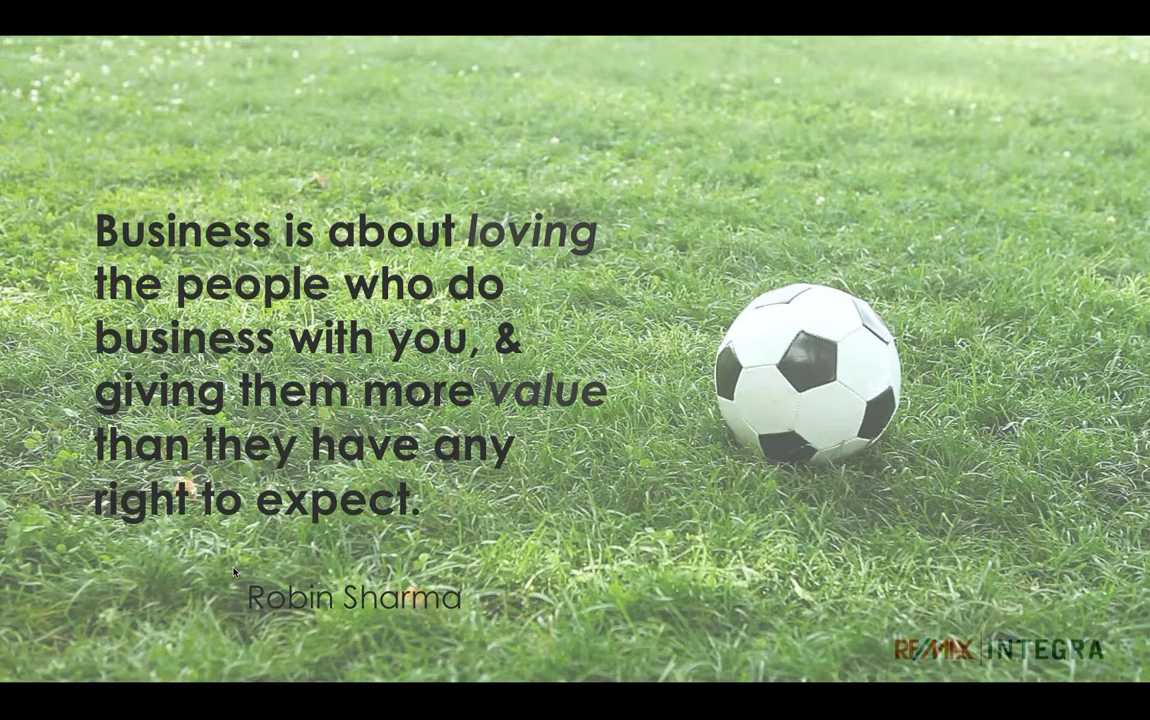 Business is about loving
the people who do
business with you, &
giving them more value
than they have any
right to expect.
Robin Sharma
RE/MAX INTEGRA